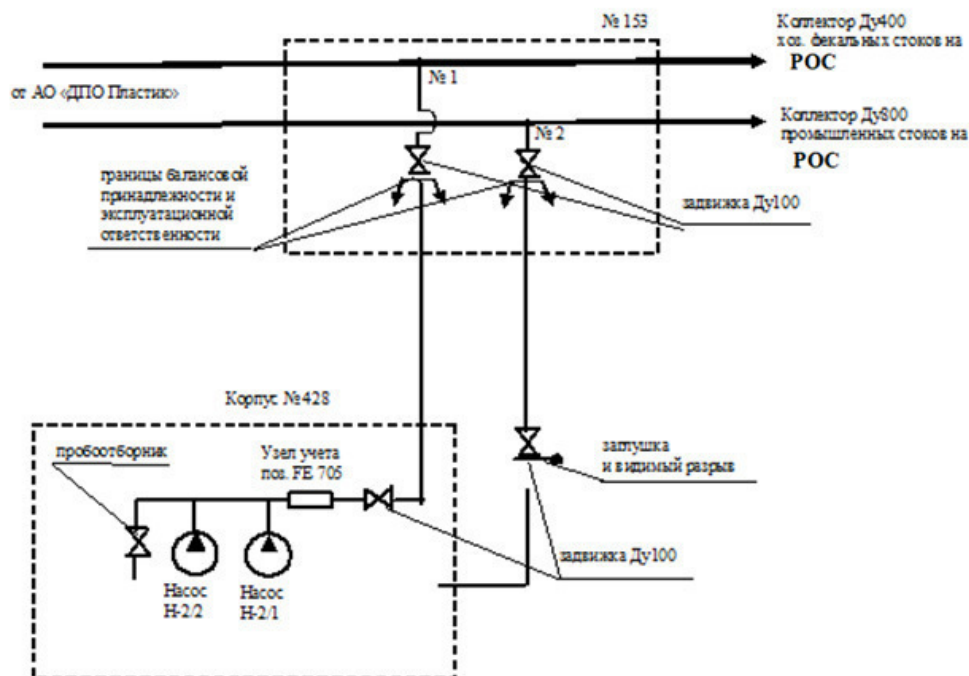 № 153
Коллектор Ду400
хоз. фекальных стоков на
РОС
№ 1
от АО «ДПО Пластик»
Коллектор Ду800
промышленных стоков на
РОС
№ 2
границы балансовой
принадлежности и
эксплуатационной
ответственности
задвижка Ду100
Корпус №428
пробоотборник
Узел учета
поз. FE 705
заглушка
и видимый разрыв
задвижка Ду100
Насос
Н-2/2
Насос
Н-2/1